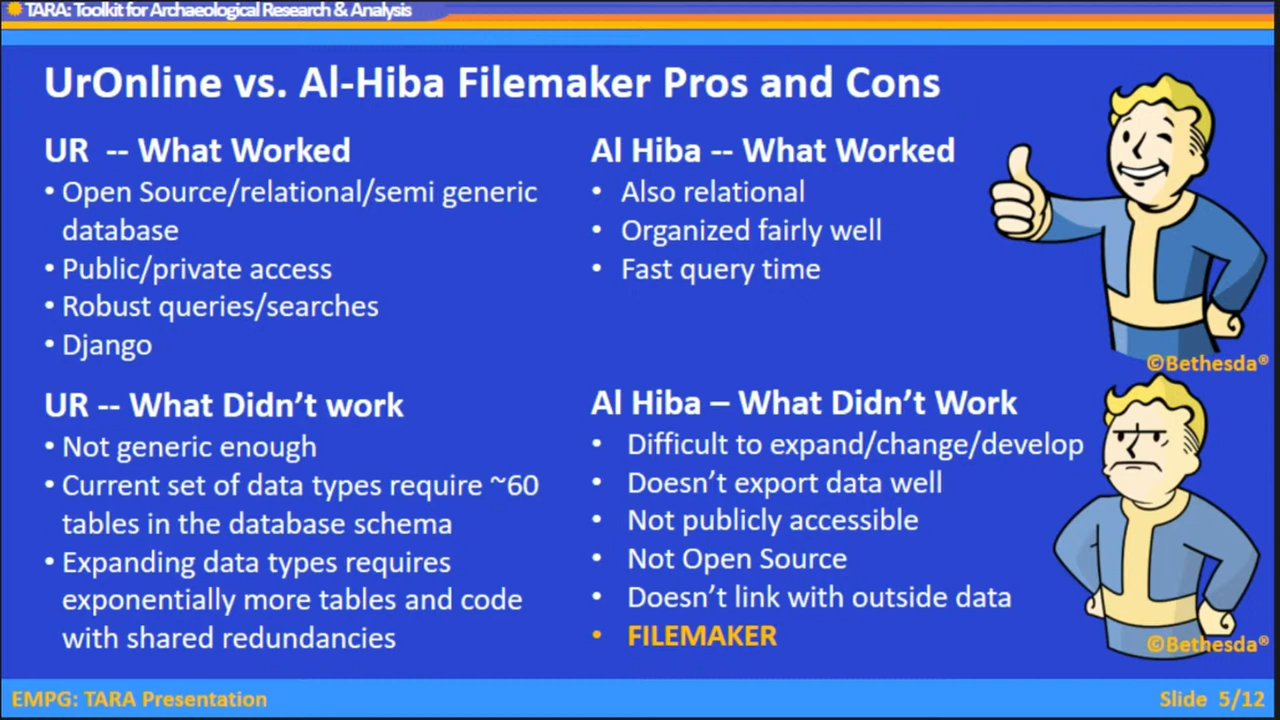 TARA: Toolkit for Archaeological Research & Analysis
UrOnline vs. Al-Hiba Filemaker Pros and Cons
UR -- What Worked
• Open Source/relational/semi generic
database
• Public/private access
• Robust queries/searches
• Django
Al Hiba -- What Worked
• Also relational
• Organized fairly well
• Fast query time
©Bethesda®
UR -- What Didn’t work
• Not generic enough
• Current set of data types require ~60
tables in the database schema
• Expanding data types requires
exponentially more tables and code
with shared redundancies
Al Hiba – What Didn’t Work
• Difficult to expand/change/develop
• Doesn’t export data well
• Not publicly accessible
• Not Open Source
• Doesn’t link with outside data
• FILEMAKER
©Bethesda®
EMPG: TARA Presentation
Slide 5/12